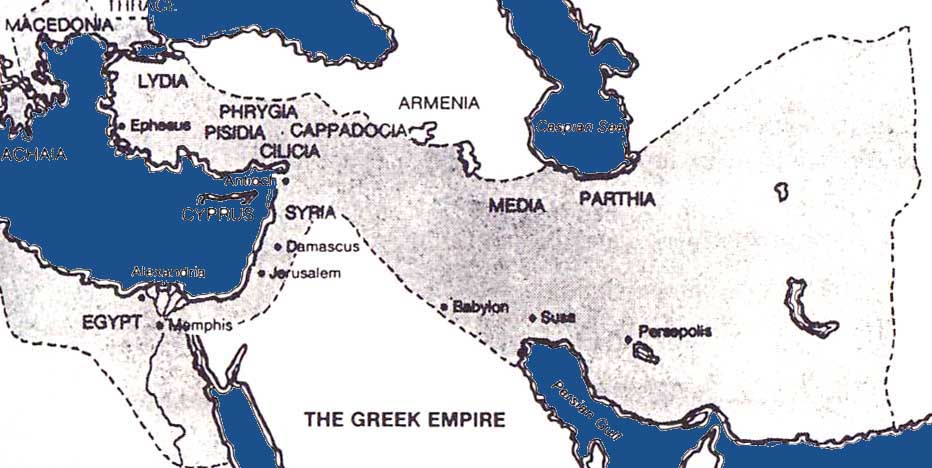 THRACE
MACEDONIA
LYDIA
PHRYGIA
ARMENIA
Ephesus
PISIDIA
CAPPADOCIA
Caspian Sea
ACHAIA
CILICIA
Antioch
CYPRUS
SYRIA
MEDIA
PARTHIA
Damascus
Alexandria
Jerusalem
Babylon
EGYPT
Memphis
Susa
Persepolis
Persian Gulf
THE GREEK EMPIRE